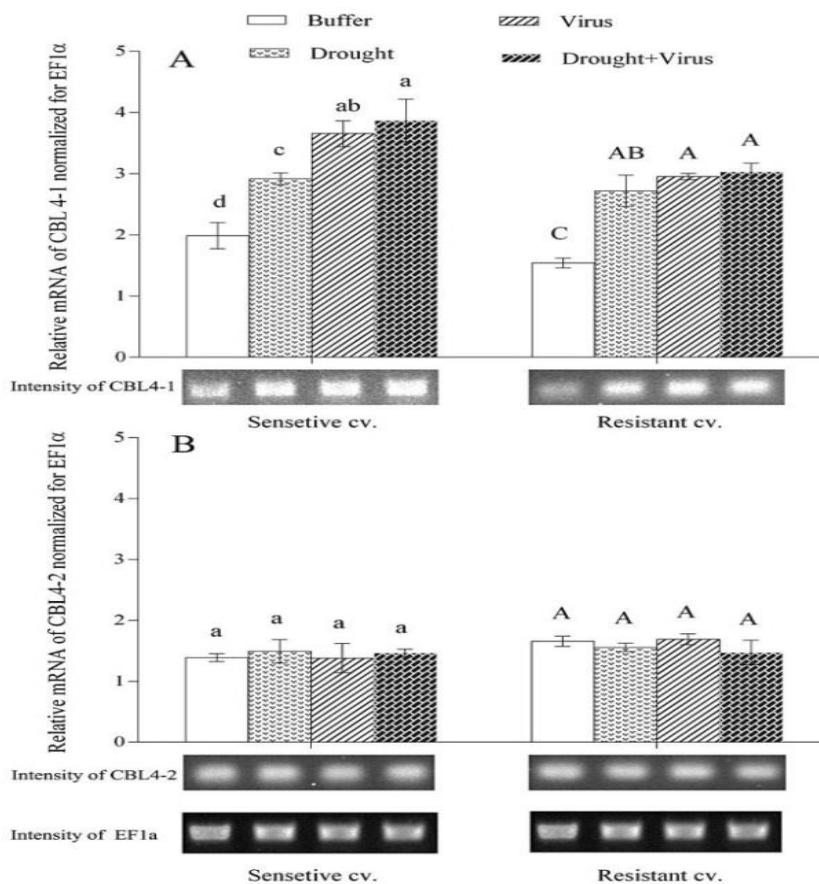 Buffer
Virus
Drought
Drought+Virus
A
Relative mRNA of CBL 4-1 normalized for EF1α
5
4
3
2
1
0
d
c
ab
a
C
AB
A
A
Intensity of CBL4-1
Sensetive cv.
Resistant cv.
B
Relative mRNA of CBL4-2 normalized for EF1α
5
4
3
2
1
0
a
a
a
a
A
A
A
A
Intensity of CBL4-2
Intensity of EF1a
Sensetive cv.
Resistant cv.